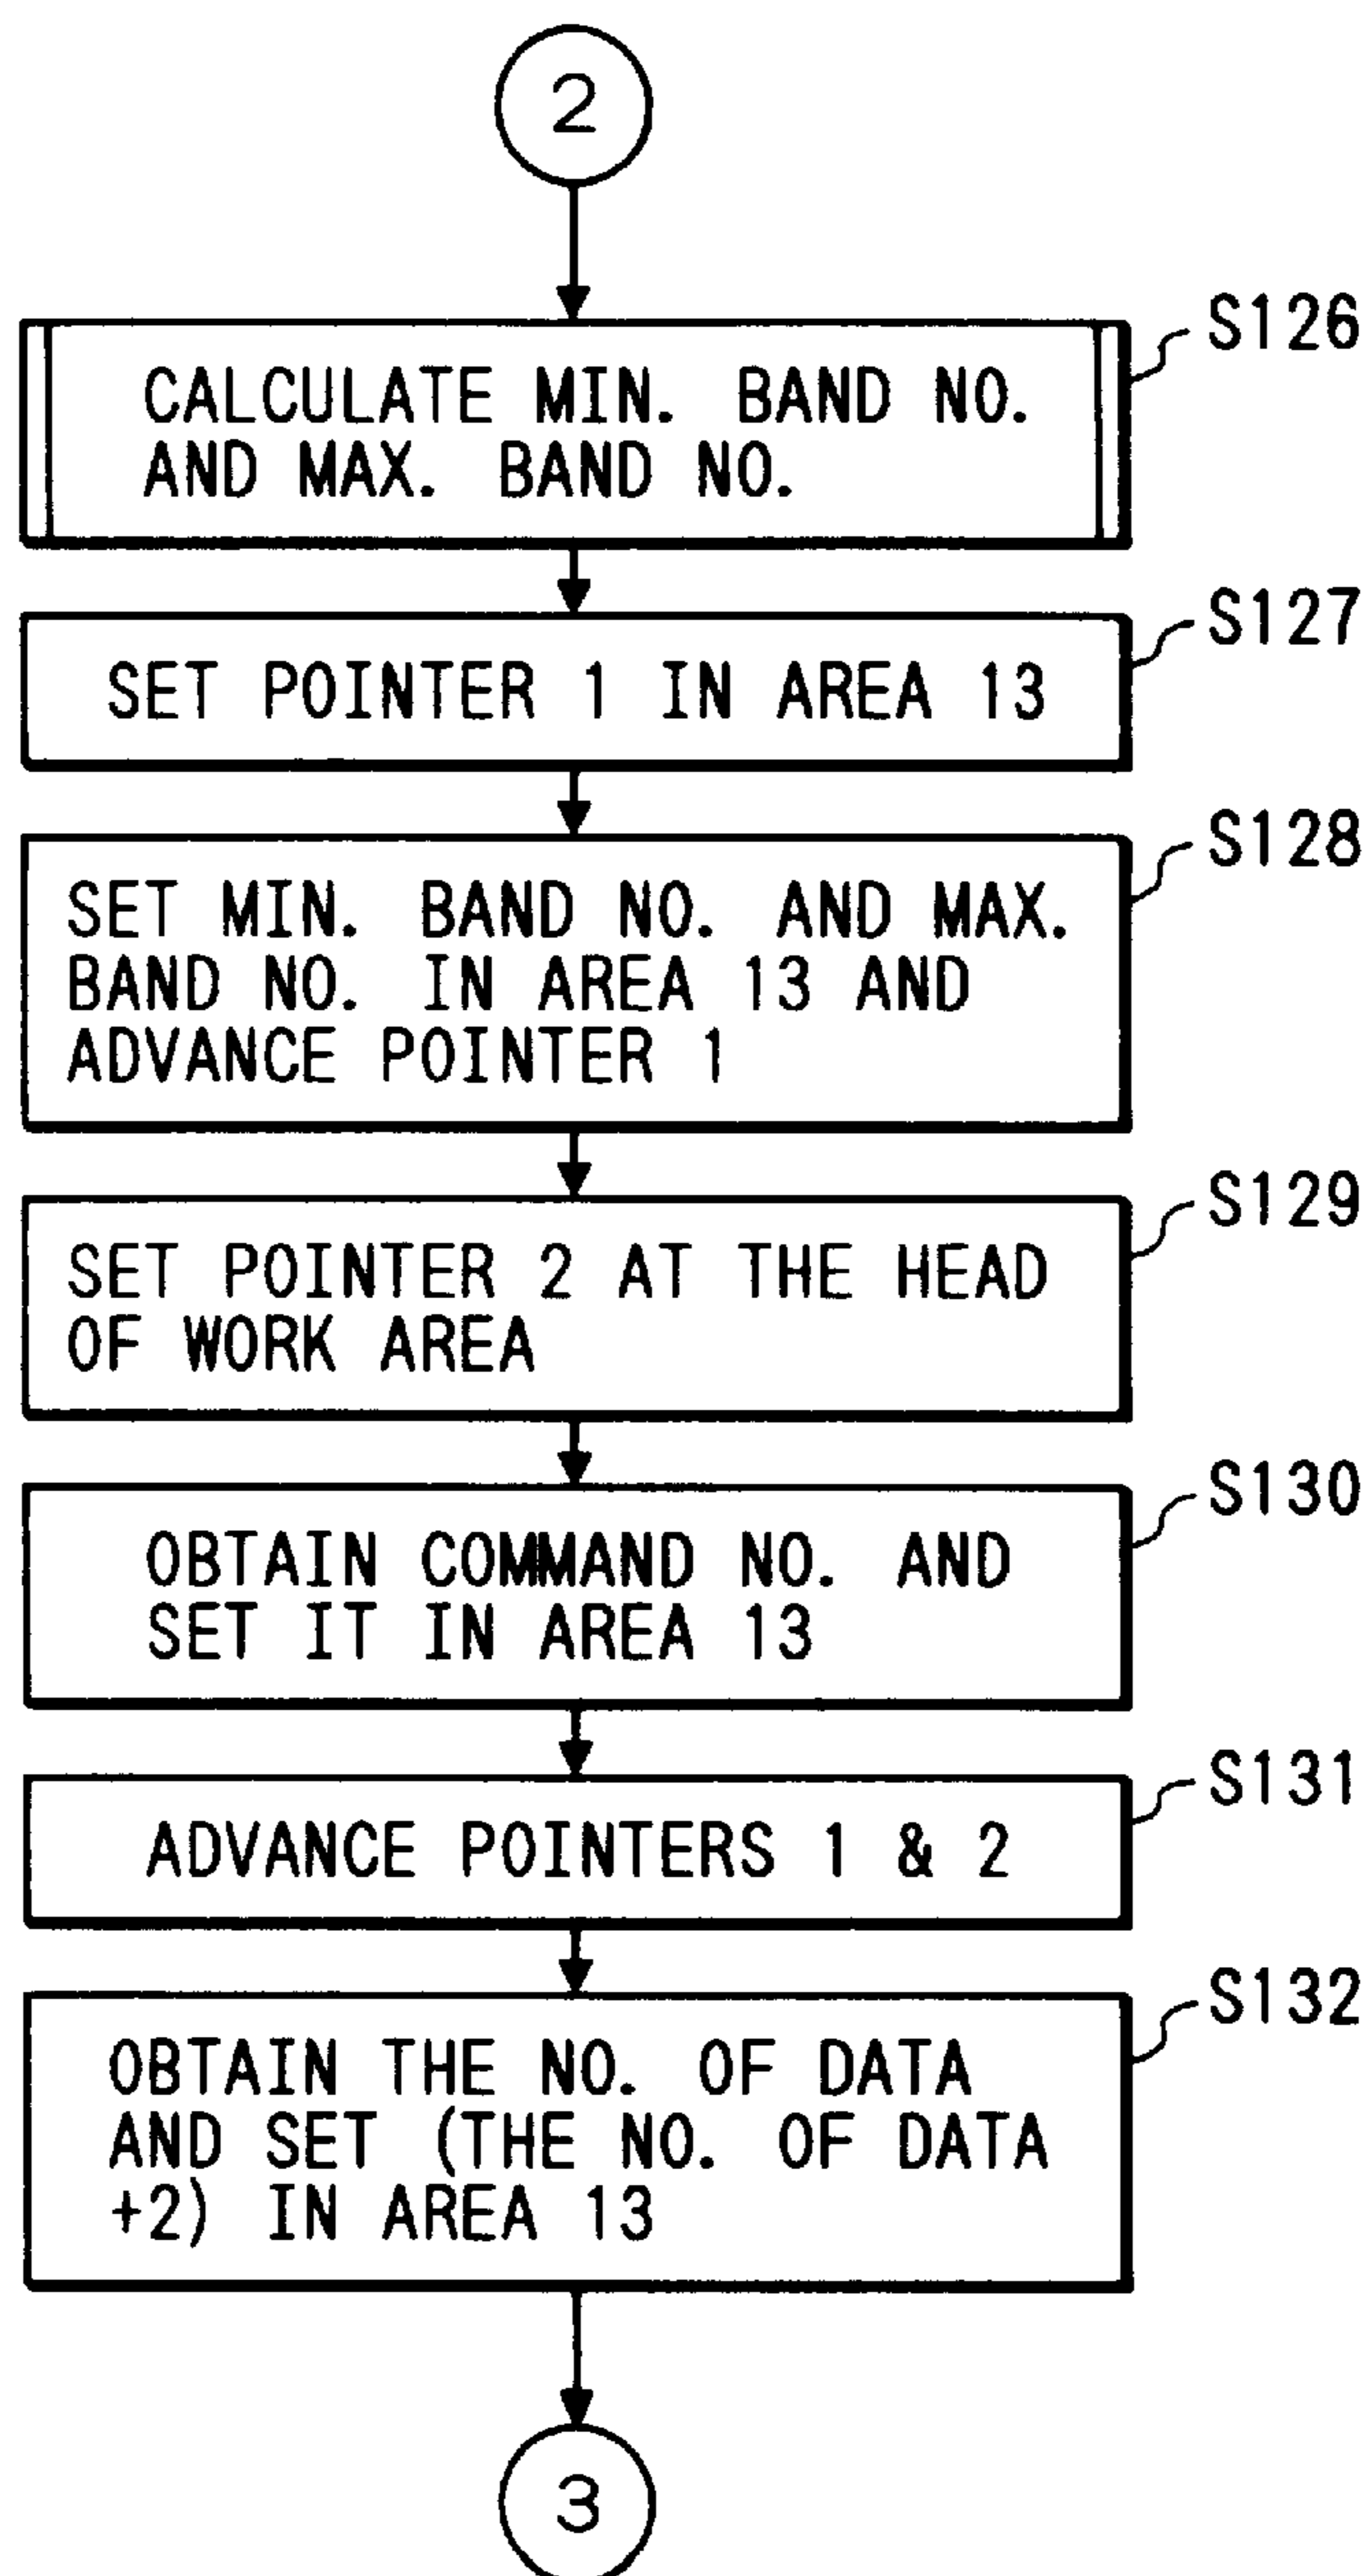 2
S126
CALCULATE MIN. BAND NO.
AND MAX. BAND NO.
S127
SET POINTER 1 IN AREA 13
S128
SET MIN. BAND NO. AND MAX.
BAND NO. IN AREA 13 AND
ADVANCE POINTER 1
S129
SET POINTER 2 AT THE HEAD
OF WORK AREA
S130
OBTAIN COMMAND NO. AND
SET IT IN AREA 13
S131
ADVANCE POINTERS 1 & 2
S132
OBTAIN THE NO. OF DATA
AND SET (THE NO. OF DATA
+2) IN AREA 13
3